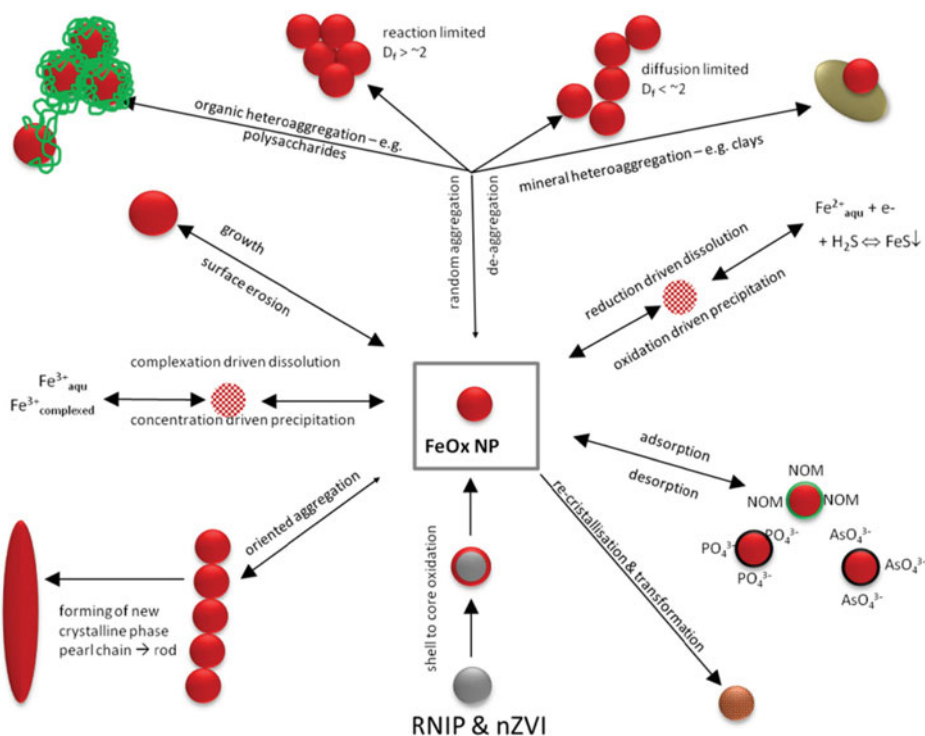 reaction limited
D_f > ~2
diffusion limited
D_f < ~2
organic heteroaggregation – e.g.
polysaccharides
mineral heteroaggregation – e.g. clays
random aggregation
de-aggregation
growth
surface erosion
Fe²⁺aqu + e-
+ H₂S ⇔ FeS↓
reduction driven dissolution
oxidation driven precipitation
complexation driven dissolution
Fe³⁺aqu
Fe³⁺complexed
concentration driven precipitation
FeOx NP
adsorption
desorption
NOM
NOM NOM
PO₄³⁻ PO₄³⁻
PO₄³⁻
AsO₄³⁻
AsO₄³⁻
AsO₄³⁻
oriented aggregation
re-cristallisation & transformation
forming of new
crystalline phase
pearl chain → rod
shell to core oxidation
RNIP & nZVI